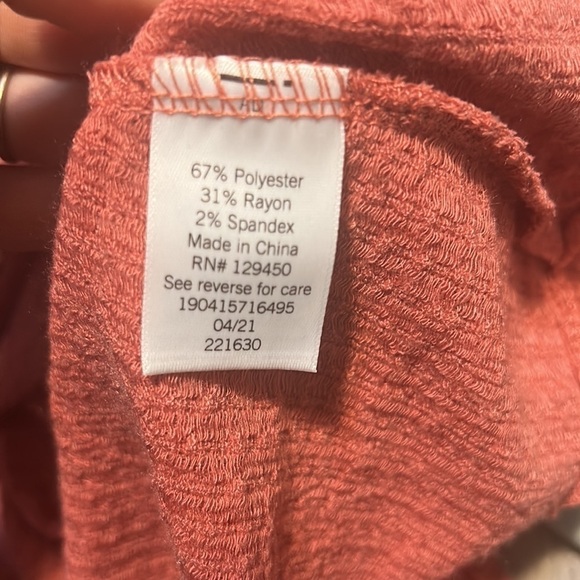 67% Polyester
31% Rayon
2% Spandex
Made in China
RN# 129450
See reverse for care
190415716495
04/21
221630